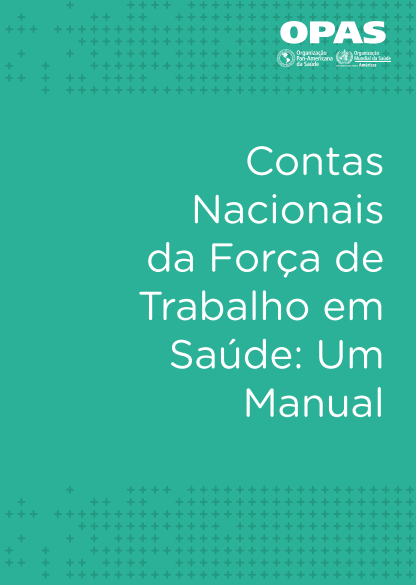 OPAS
Organização
Pan-Americana
da Saúde
Organização
Mundial da Saúde
Américas
Contas
Nacionais
da Força de
Trabalho em
Saúde: Um
Manual